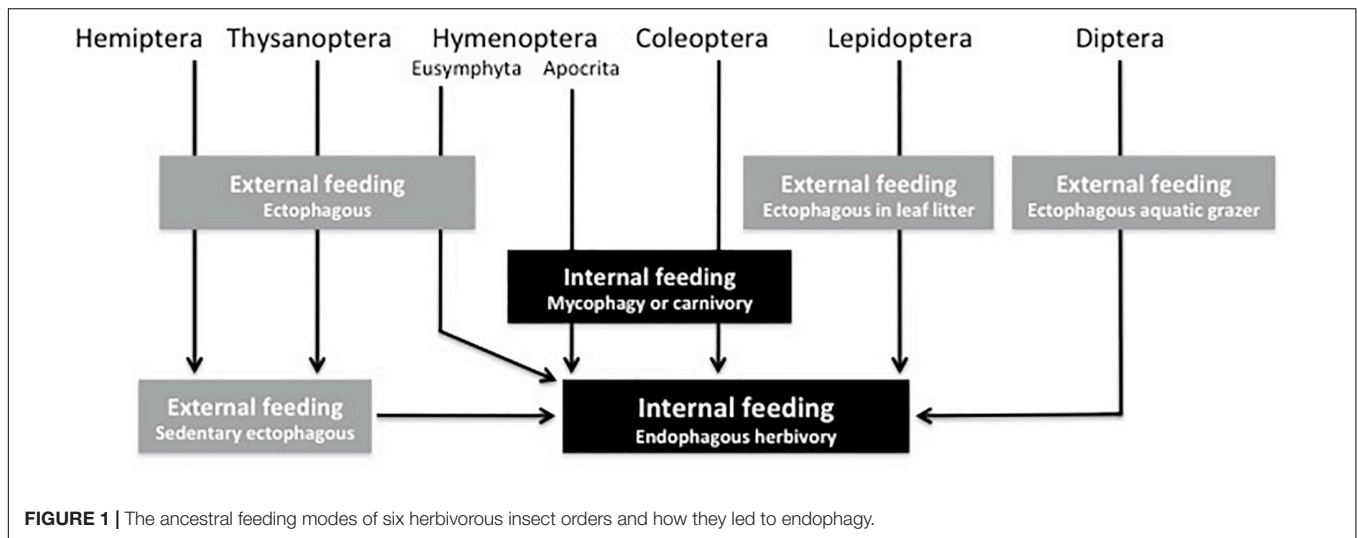 Hemiptera Thysanoptera Hymenoptera Coleoptera Lepidoptera Diptera
Eusymphyta Apocrita
External feeding
Ectophagous
External feeding
Ectophagous in leaf litter
External feeding
Ectophagous aquatic grazer
Internal feeding
Mycophagy or carnivory
External feeding
Sedentary ectophagous
Internal feeding
Endophagous herbivory
FIGURE 1 | The ancestral feeding modes of six herbivorous insect orders and how they led to endophagy.